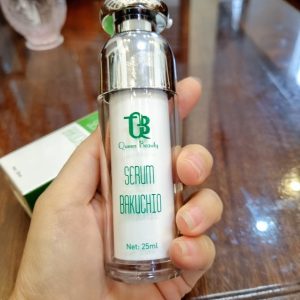 QB
Queen Beauty
SERUM
BAKUCHIO
Net: 25ml